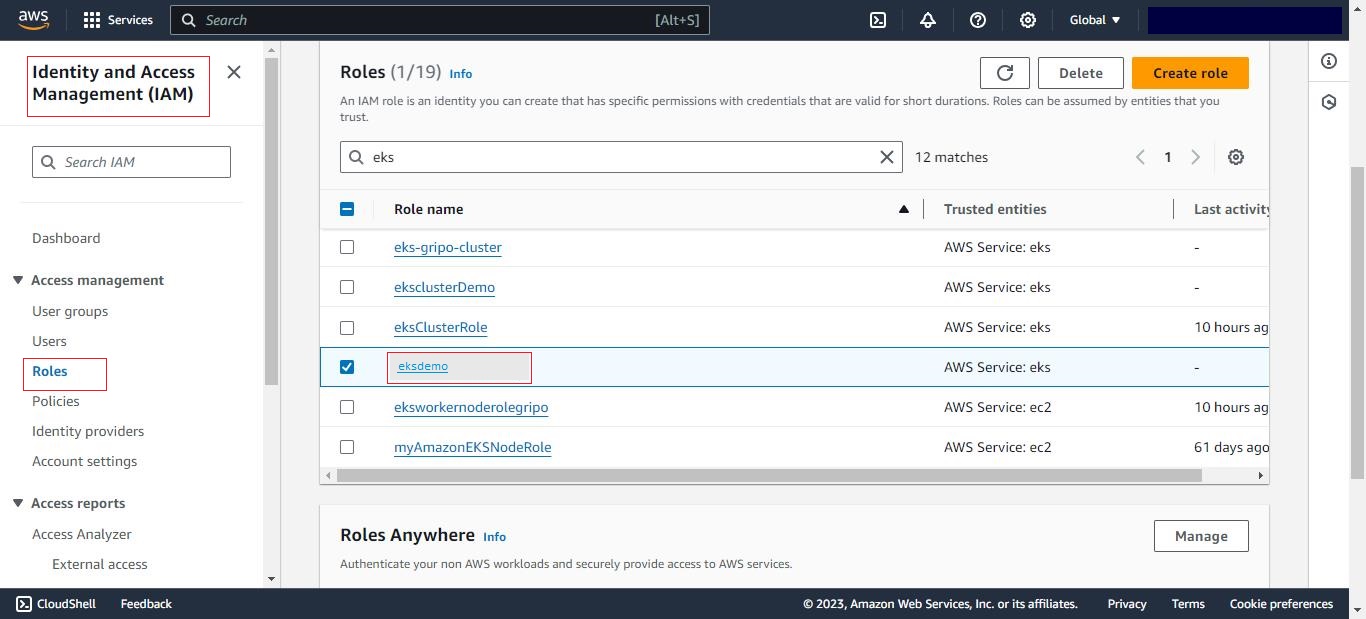 aws
Services
Search
[Alt+S]
Global
Identity and Access
Management (IAM)
Search IAM
Dashboard
Access management
User groups
Users
Roles
Policies
Identity providers
Account settings
Access reports
Access Analyzer
External access
Roles (1/19) Info
Delete
Create role
An IAM role is an identity you can create that has specific permissions with credentials that are valid for short durations. Roles can be assumed by entities that you
trust.
eks
12 matches
1
Role name
Trusted entities
Last activity
eks-gripo-cluster
AWS Service: eks
-
eksclusterDemo
AWS Service: eks
-
eksClusterRole
AWS Service: eks
10 hours ag
eksdemo
AWS Service: eks
-
eksworkernoderolegripo
AWS Service: ec2
10 hours ag
myAmazonEKSNodeRole
AWS Service: ec2
61 days ago
Roles Anywhere Info
Manage
Authenticate your non AWS workloads and securely provide access to AWS services.
CloudShell
Feedback
© 2023, Amazon Web Services, Inc. or its affiliates.
Privacy
Terms
Cookie preferences